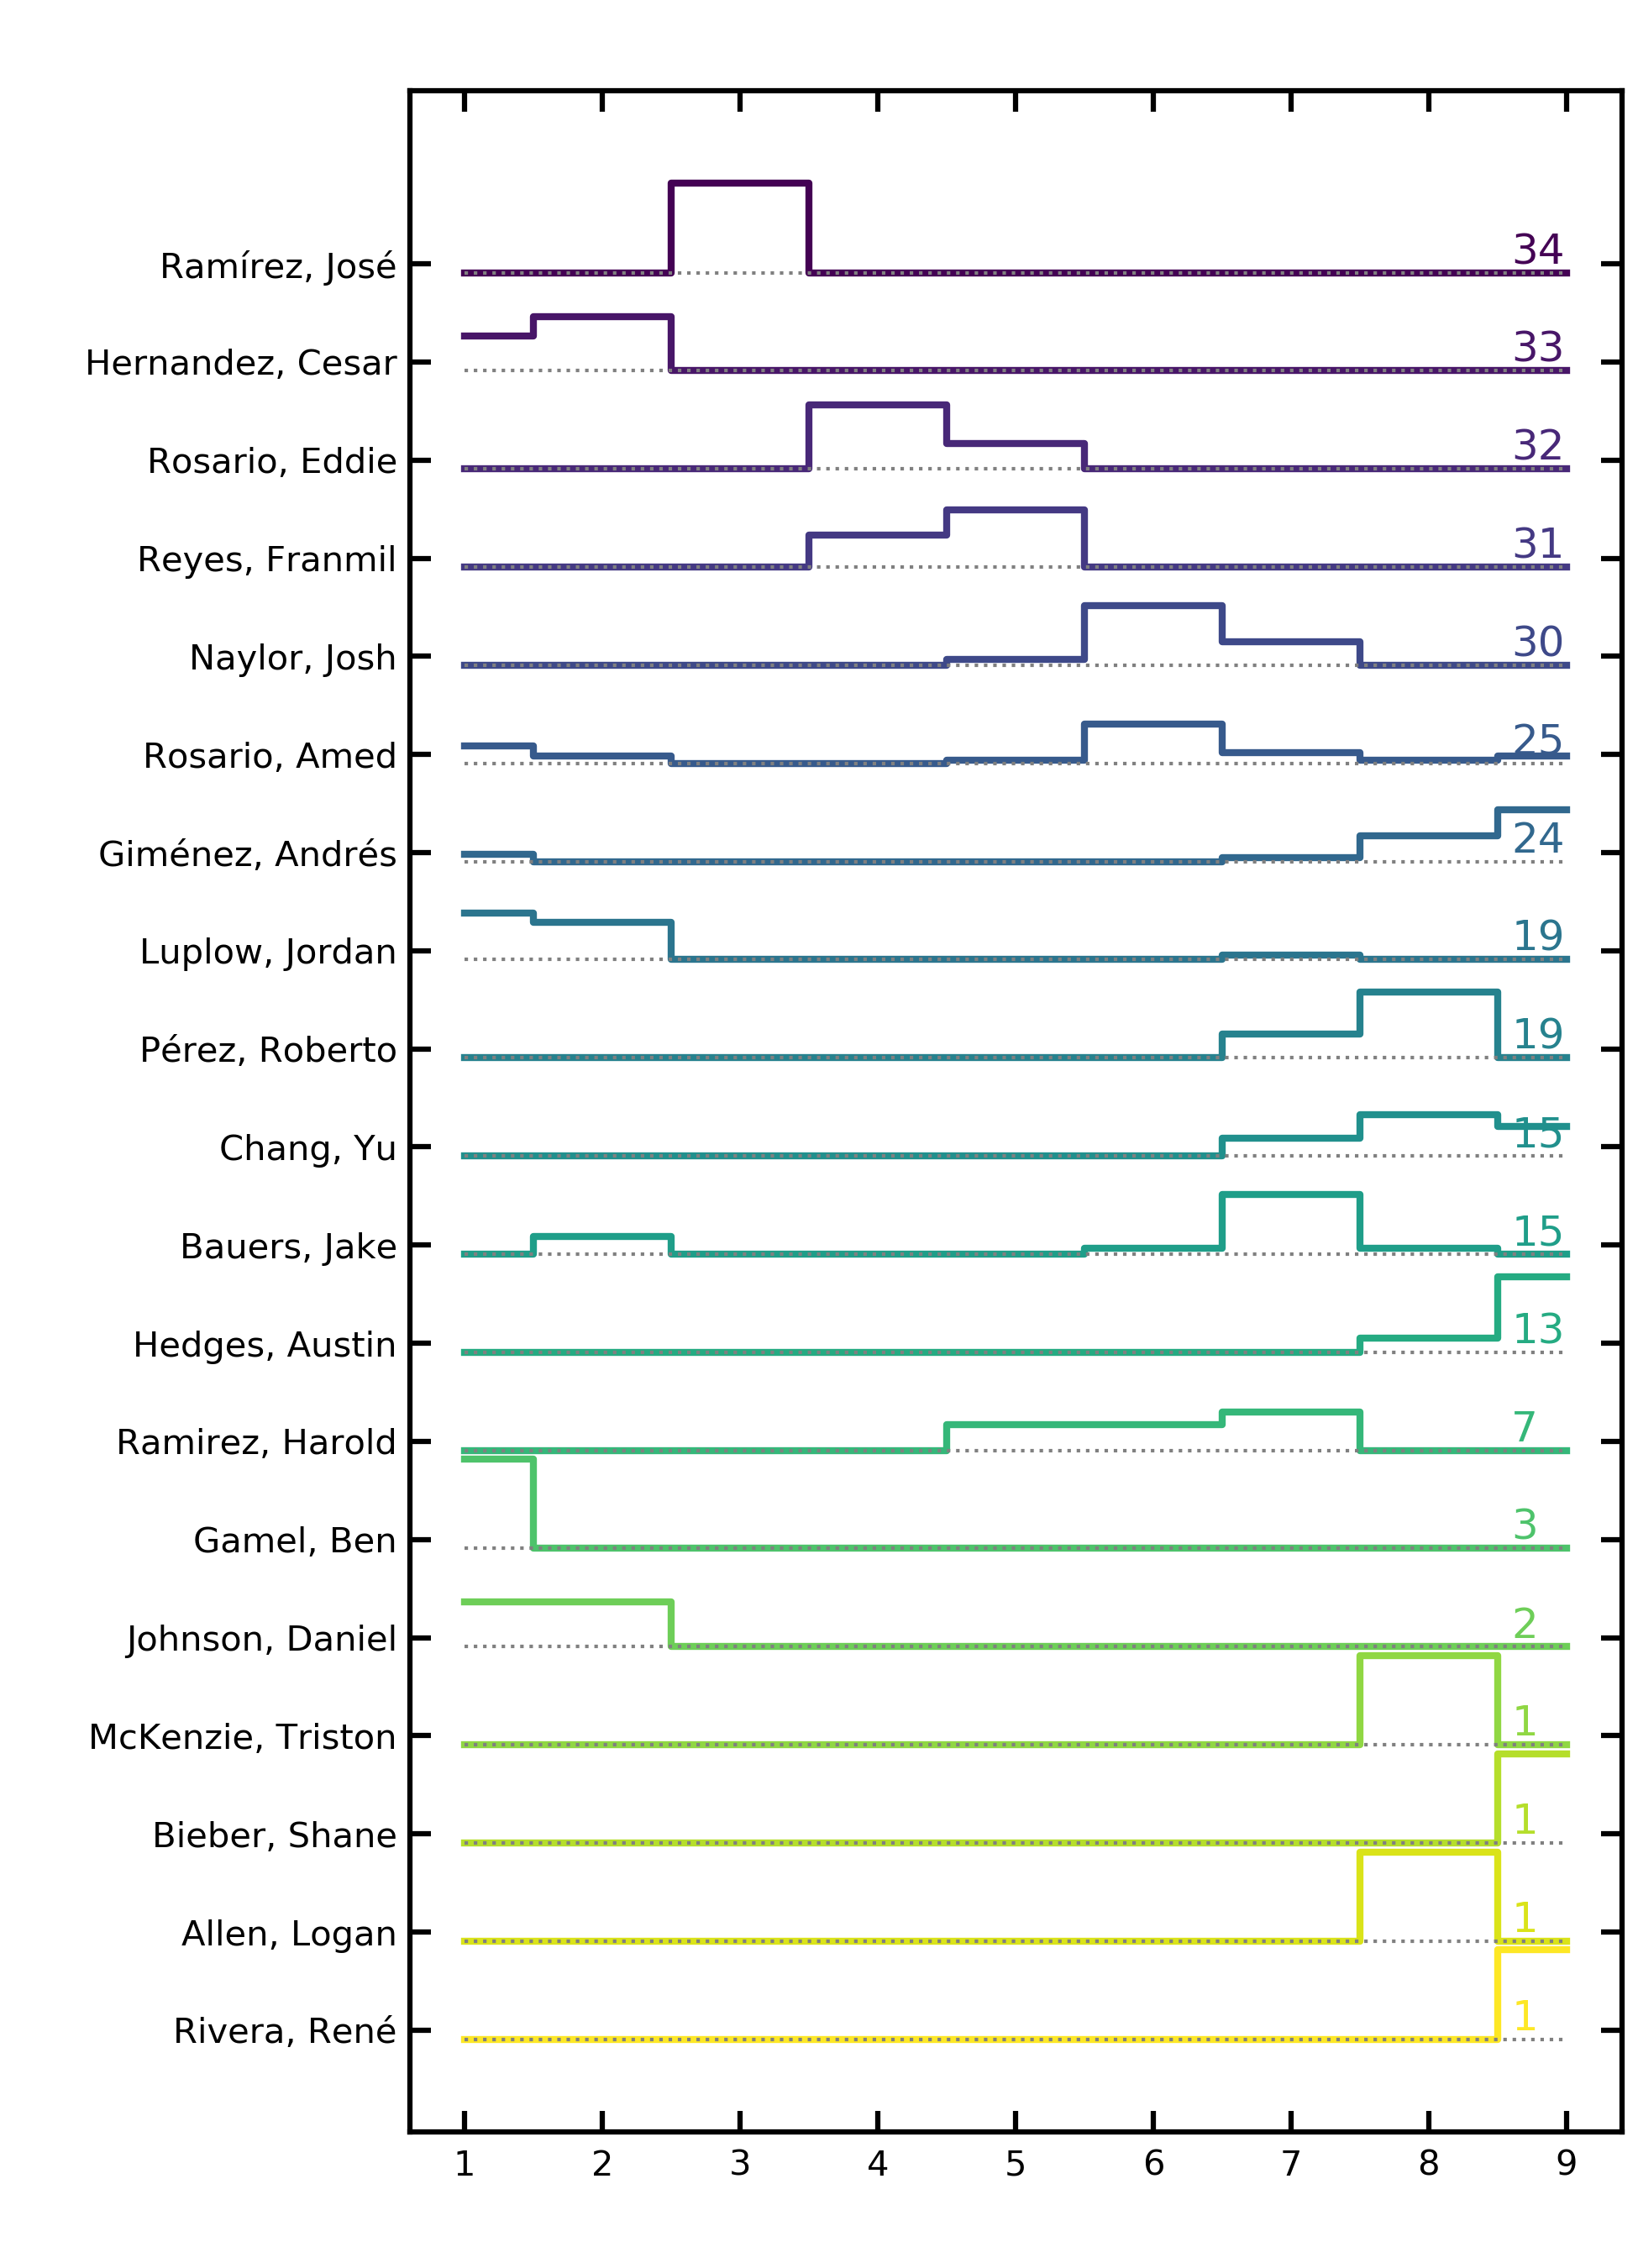 Ramírez, José 34
Hernandez, Cesar 33
Rosario, Eddie 32
Reyes, Franmil 31
Naylor, Josh 30
Rosario, Amed 25
Giménez, Andrés 24
Luplow, Jordan 19
Pérez, Roberto 19
Chang, Yu 15
Bauers, Jake 15
Hedges, Austin 13
Ramirez, Harold 7
Gamel, Ben 3
Johnson, Daniel 2
McKenzie, Triston 1
Bieber, Shane 1
Allen, Logan 1
Rivera, René 1
1 2 3 4 5 6 7 8 9